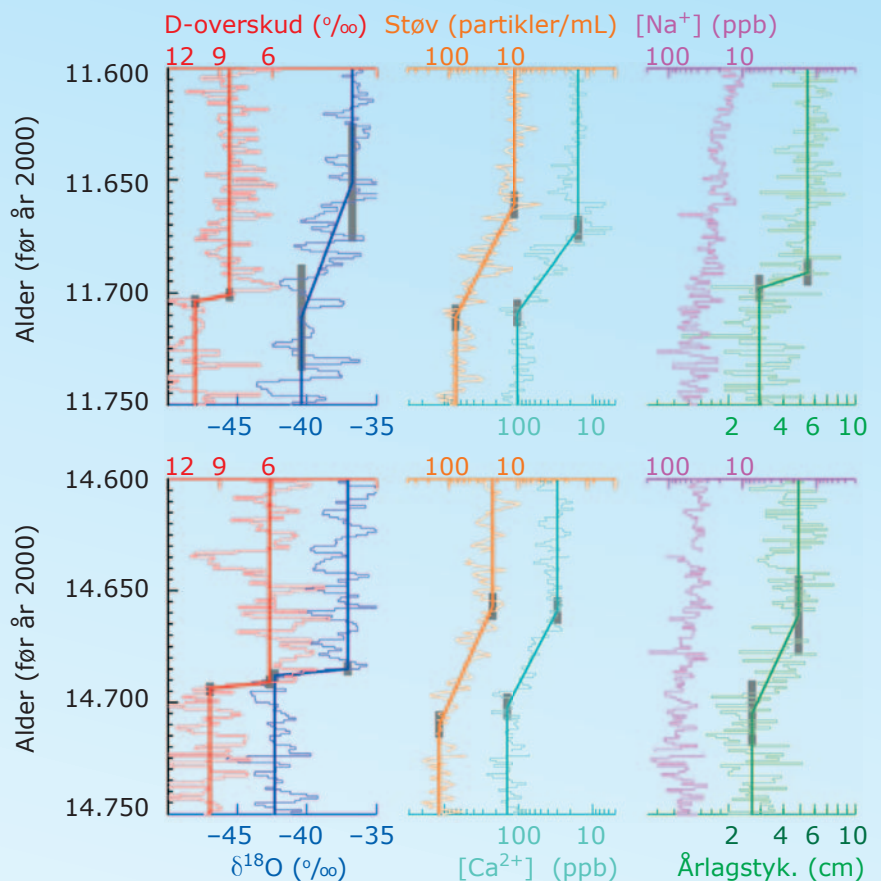 D-overskud (o/oo) Støv (partikler/mL) [Na+] (ppb)
12 9 6 100 10 100 10
11.600
11.650
11.700
11.750
Alder (før år 2000)
−45 −40 −35 100 10 2 4 6 10
12 9 6 100 10 100 10
14.600
14.650
14.700
14.750
Alder (før år 2000)
−45 −40 −35 100 10 2 4 6 10
δ18O (o/oo) [Ca2+] (ppb) Årlagstyk. (cm)